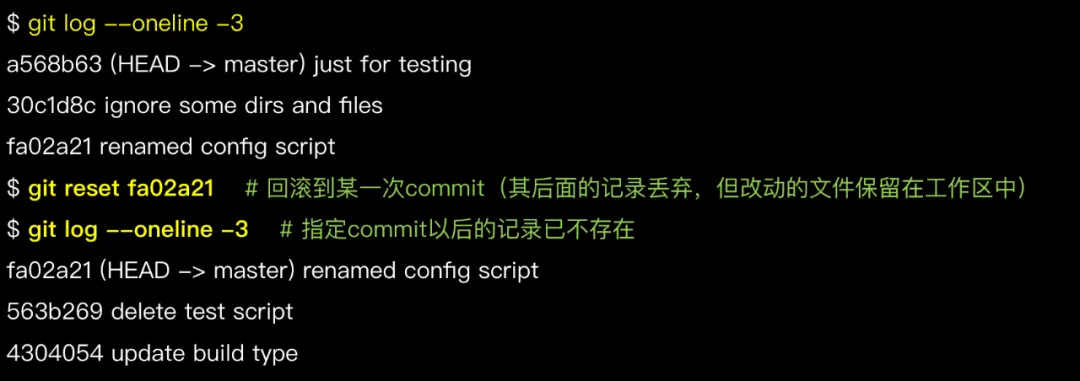 $ git log --oneline -3
a568b63 (HEAD -> master) just for testing
30c1d8c ignore some dirs and files
fa02a21 renamed config script
$ git reset fa02a21 # 回滚到某一次commit（其后面的记录丢弃，但改动的文件保留在工作区中）
$ git log --oneline -3 # 指定commit以后的记录已不存在
fa02a21 (HEAD -> master) renamed config script
563b269 delete test script
4304054 update build type